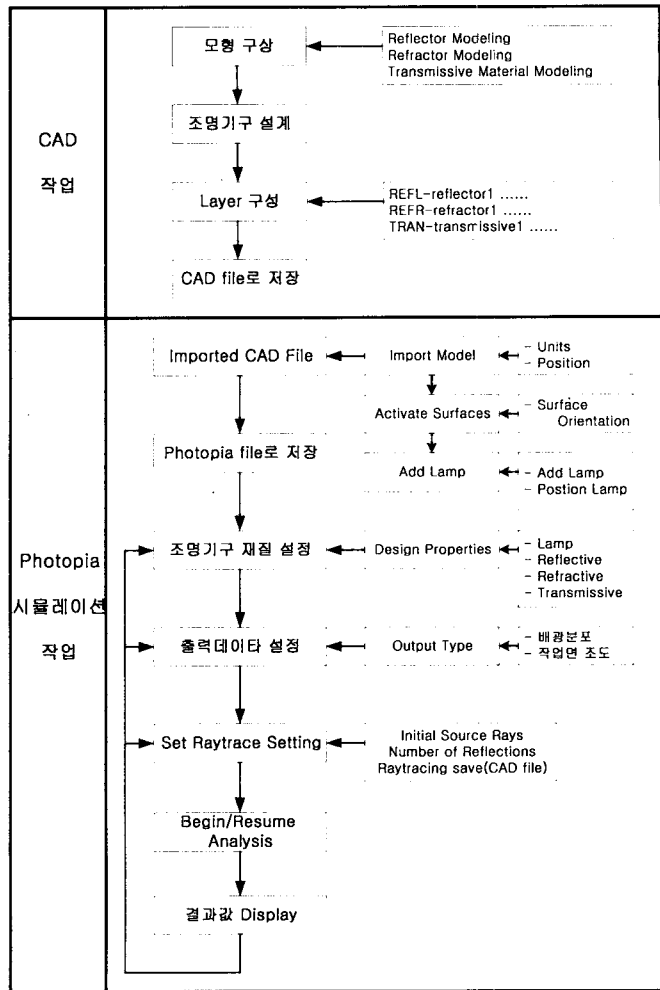 CAD
작업
모형 구상
Reflector Modeling
Refractor Modeling
Transmissive Material Modeling
조명기구 설계
Layer 구성
REFL-reflector1 ......
REFR-refractor1 ......
TRAN-transmissive1 ......
CAD file로 저장
Photopia
시뮬레이션
작업
Imported CAD File
Import Model
- Units
- Position
Activate Surfaces
- Surface
Orientation
Photopia file로 저장
Add Lamp
- Add Lamp
- Postion Lamp
조명기구 재질 설정
Design Properties
- Lamp
- Reflective
- Refractive
- Transmissive
출력데이타 설정
Output Type
- 배광분포
- 작업면 조도
Set Raytrace Setting
Initial Source Rays
Number of Reflections
Raytracing save(CAD file)
Begin/Resume
Analysis
결과값 Display